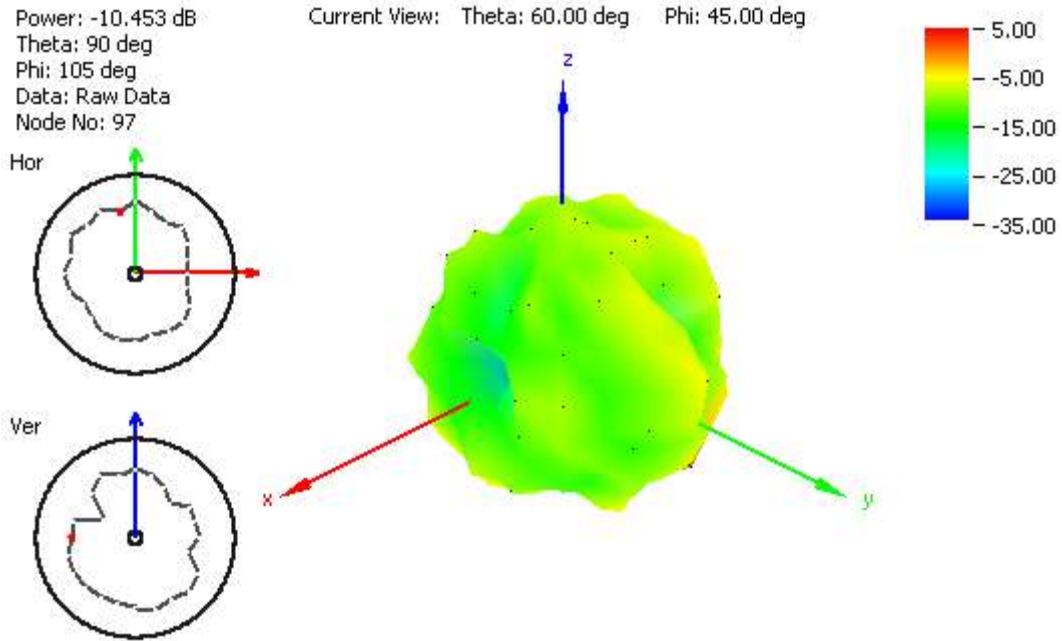 Power: -10.453 dB
Theta: 90 deg
Phi: 105 deg
Data: Raw Data
Node No: 97
Current View: Theta: 60.00 deg Phi: 45.00 deg
5.00
-5.00
-15.00
-25.00
-35.00
Hor
Ver
z
x
y